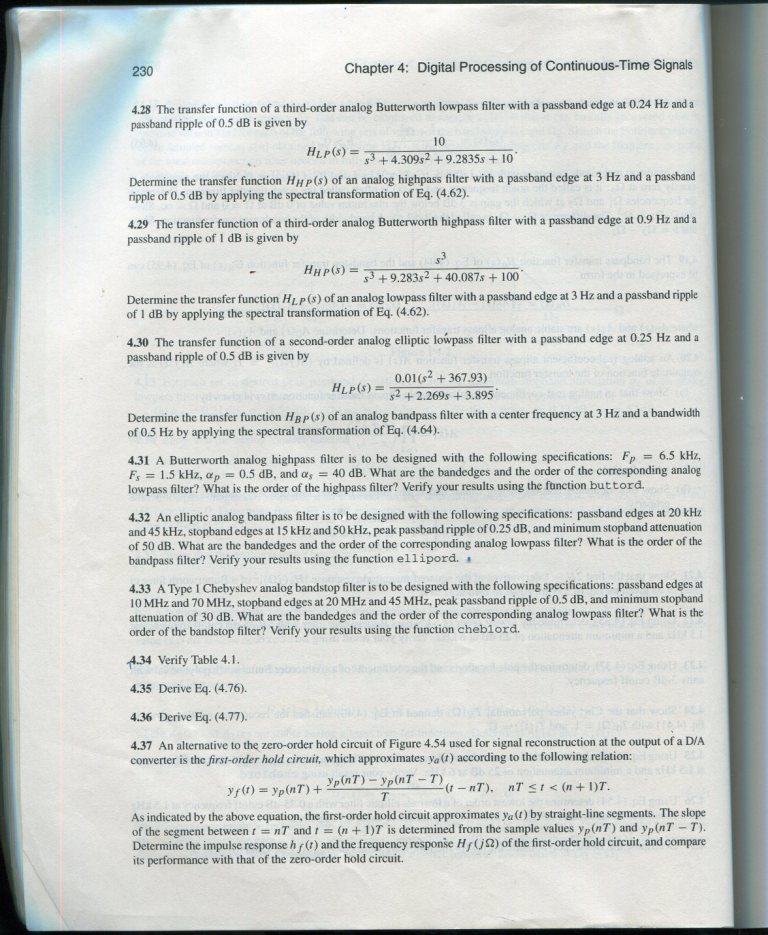 230
Chapter 4: Digital Processing of Continuous-Time Signals
4.28 The transfer function of a third-order analog Butterworth lowpass filter with a passband edge at 0.24 Hz and a
passband ripple of 0.5 dB is given by
H_{LP}(s) = 10 / (s^3 + 4.309s^2 + 9.2835s + 10).
Determine the transfer function H_{HP}(s) of an analog highpass filter with a passband edge at 3 Hz and a passband
ripple of 0.5 dB by applying the spectral transformation of Eq. (4.62).
4.29 The transfer function of a third-order analog Butterworth highpass filter with a passband edge at 0.9 Hz and a
passband ripple of 1 dB is given by
H_{HP}(s) = s^3 / (s^3 + 9.283s^2 + 40.087s + 100).
Determine the transfer function H_{LP}(s) of an analog lowpass filter with a passband edge at 3 Hz and a passband ripple
of 1 dB by applying the spectral transformation of Eq. (4.62).
4.30 The transfer function of a second-order analog elliptic lowpass filter with a passband edge at 0.25 Hz and a
passband ripple of 0.5 dB is given by
H_{LP}(s) = 0.01(s^2 + 367.93) / (s^2 + 2.269s + 3.895).
Determine the transfer function H_{BP}(s) of an analog bandpass filter with a center frequency at 3 Hz and a bandwidth
of 0.5 Hz by applying the spectral transformation of Eq. (4.64).
4.31 A Butterworth analog highpass filter is to be designed with the following specifications: F_p = 6.5 kHz,
F_s = 1.5 kHz, α_p = 0.5 dB, and α_s = 40 dB. What are the bandedges and the order of the corresponding analog
lowpass filter? What is the order of the highpass filter? Verify your results using the function buttord.
4.32 An elliptic analog bandpass filter is to be designed with the following specifications: passband edges at 20 kHz
and 45 kHz, stopband edges at 15 kHz and 50 kHz, peak passband ripple of 0.25 dB, and minimum stopband attenuation
of 50 dB. What are the bandedges and the order of the corresponding analog lowpass filter? What is the order of the
bandpass filter? Verify your results using the function ellipord.
4.33 A Type 1 Chebyshev analog bandstop filter is to be designed with the following specifications: passband edges at
10 MHz and 70 MHz, stopband edges at 20 MHz and 45 MHz, peak passband ripple of 0.5 dB, and minimum stopband
attenuation of 30 dB. What are the bandedges and the order of the corresponding analog lowpass filter? What is the
order of the bandstop filter? Verify your results using the function cheb1ord.
4.34 Verify Table 4.1.
4.35 Derive Eq. (4.76).
4.36 Derive Eq. (4.77).
4.37 An alternative to the zero-order hold circuit of Figure 4.54 used for signal reconstruction at the output of a D/A
converter is the first-order hold circuit, which approximates y_a(t) according to the following relation:
y_f(t) = y_p(nT) + (y_p(nT) − y_p(nT − T)) / T (t − nT), nT ≤ t < (n + 1)T.
As indicated by the above equation, the first-order hold circuit approximates y_a(t) by straight-line segments. The slope
of the segment between t = nT and t = (n + 1)T is determined from the sample values y_p(nT) and y_p(nT − T).
Determine the impulse response h_f(t) and the frequency response H_f(jΩ) of the first-order hold circuit, and compare
its performance with that of the zero-order hold circuit.